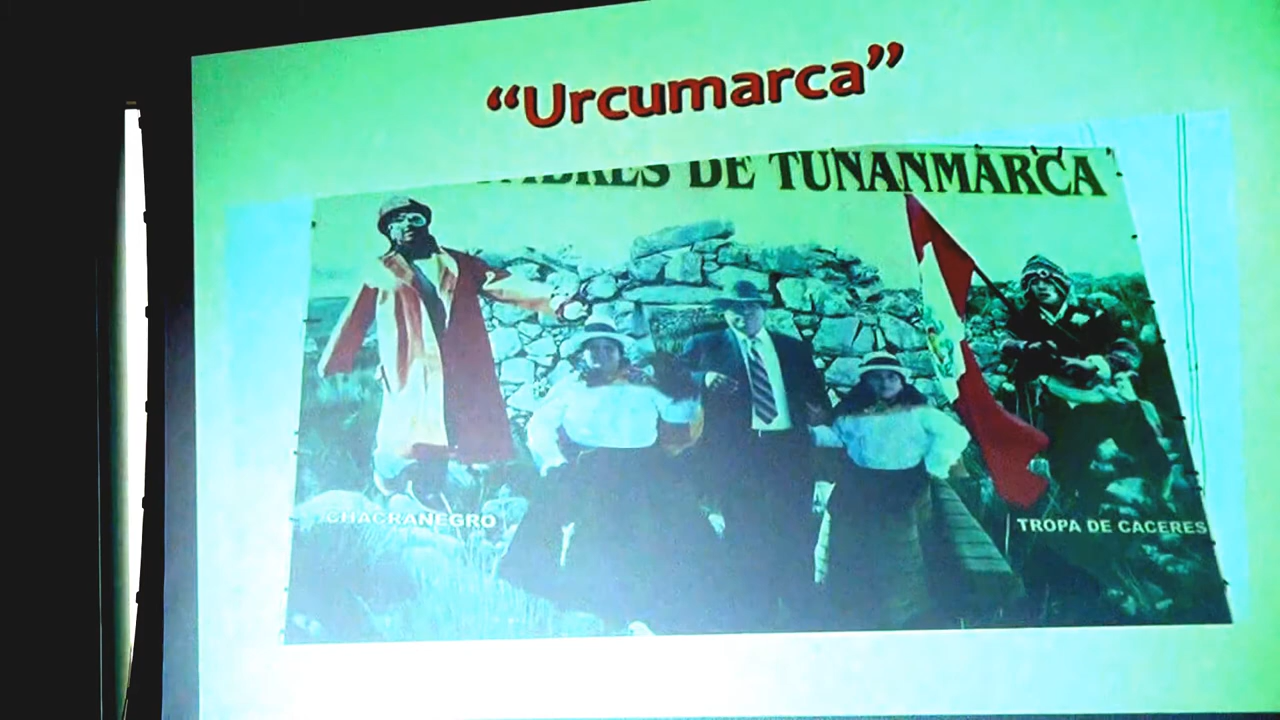 “Urcumarca”
DE TUNANMARCA
CHACRANEGRO
TROPA DE CACERES